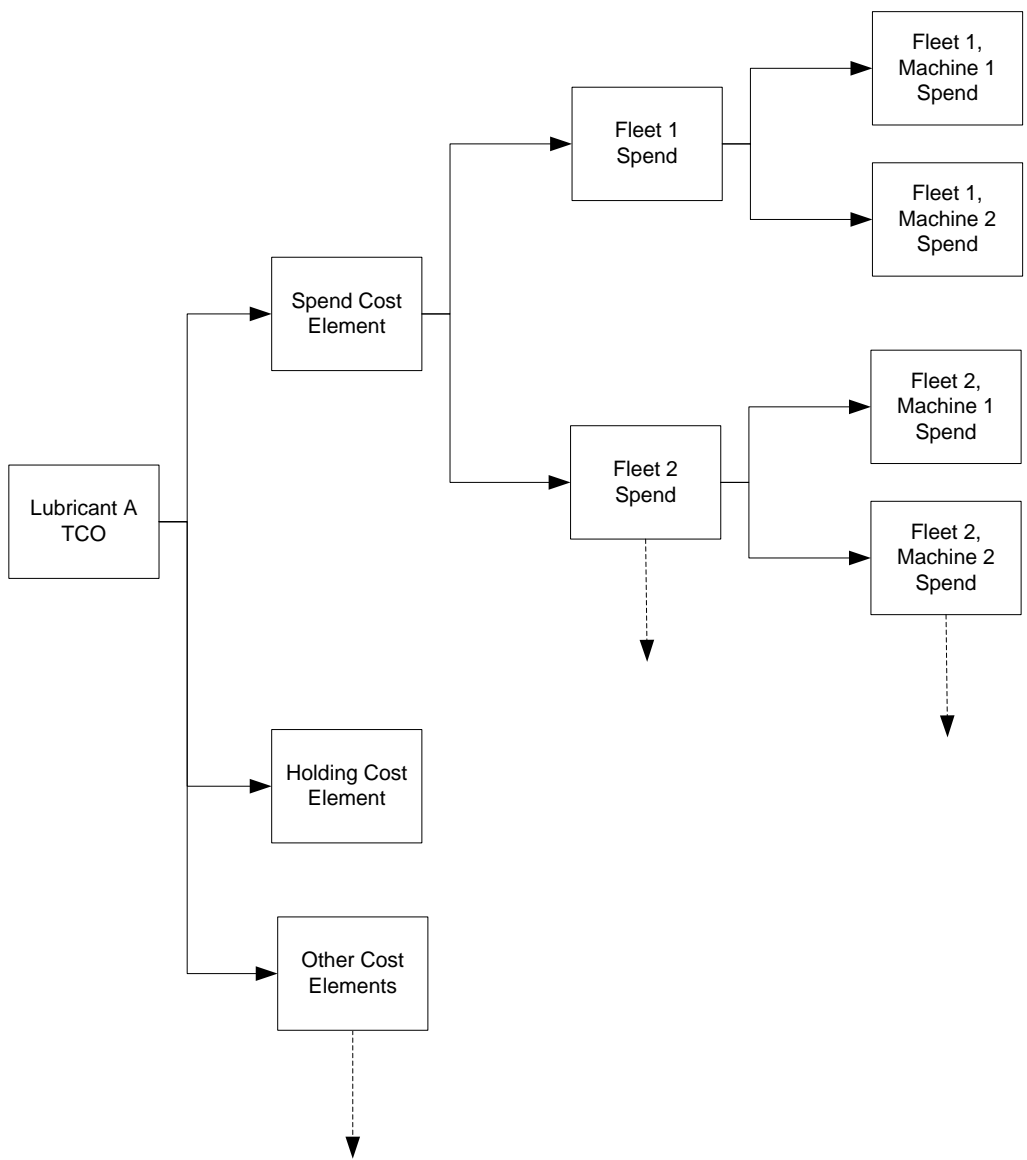 Lubricant A
TCO
Spend Cost
Element
Holding Cost
Element
Other Cost
Elements
Fleet 1
Spend
Fleet 2
Spend
Fleet 1,
Machine 1
Spend
Fleet 1,
Machine 2
Spend
Fleet 2,
Machine 1
Spend
Fleet 2,
Machine 2
Spend